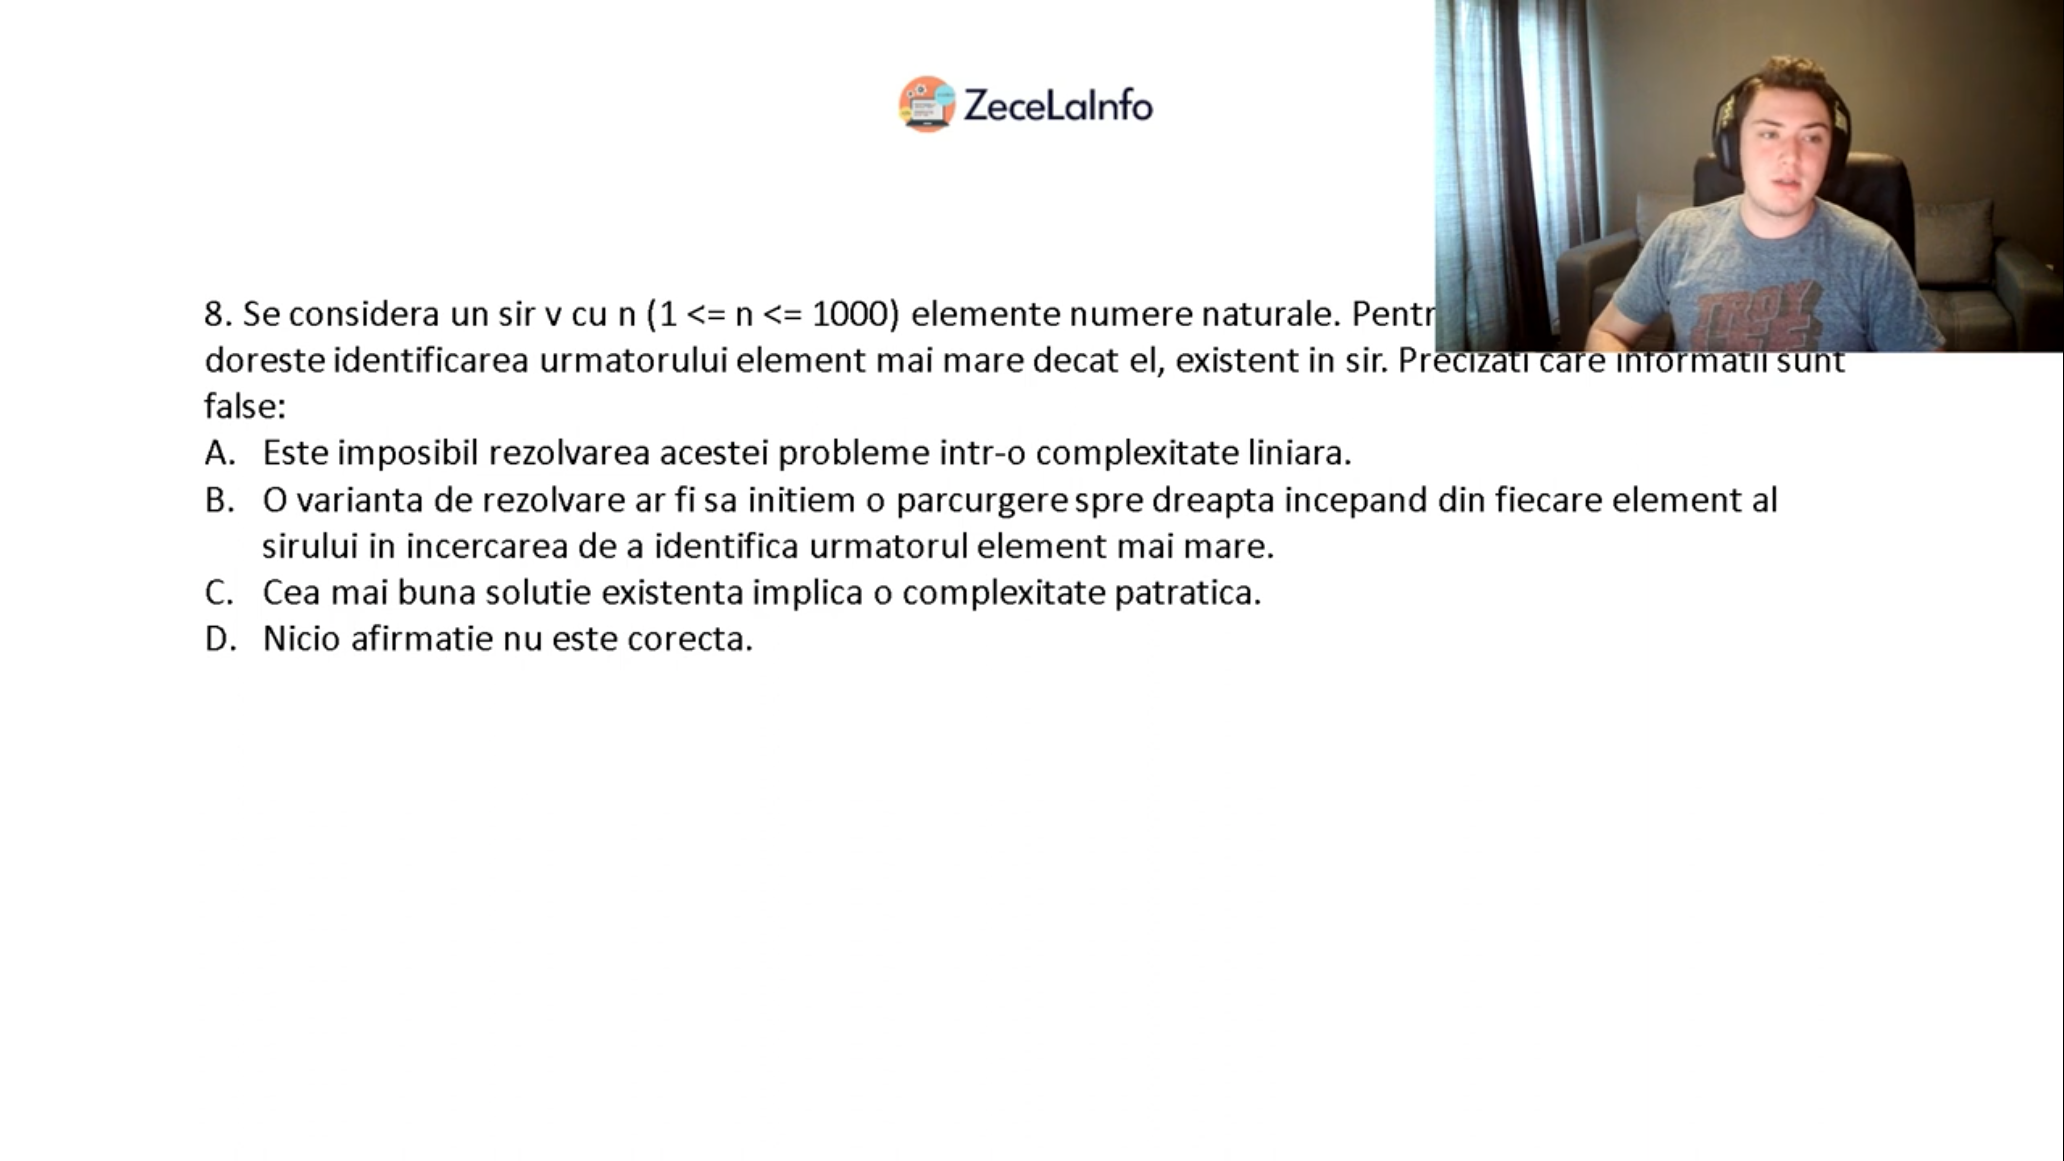 ZeceLaInfo
8. Se considera un sir v cu n (1 <= n <= 1000) elemente numere naturale.
doreste identificarea urmatorului element mai mare decat el, existent in sir. Precizati care informatii sunt
false:
A. Este imposibil rezolvarea acestei probleme intr-o complexitate liniara.
B. O varianta de rezolvare ar fi sa initiem o parcurgere spre dreapta incepand din fiecare element al
sirului in incercarea de a identifica urmatorul element mai mare.
C. Cea mai buna solutie existenta implica o complexitate patratica.
D. Nicio afirmatie nu este corecta.